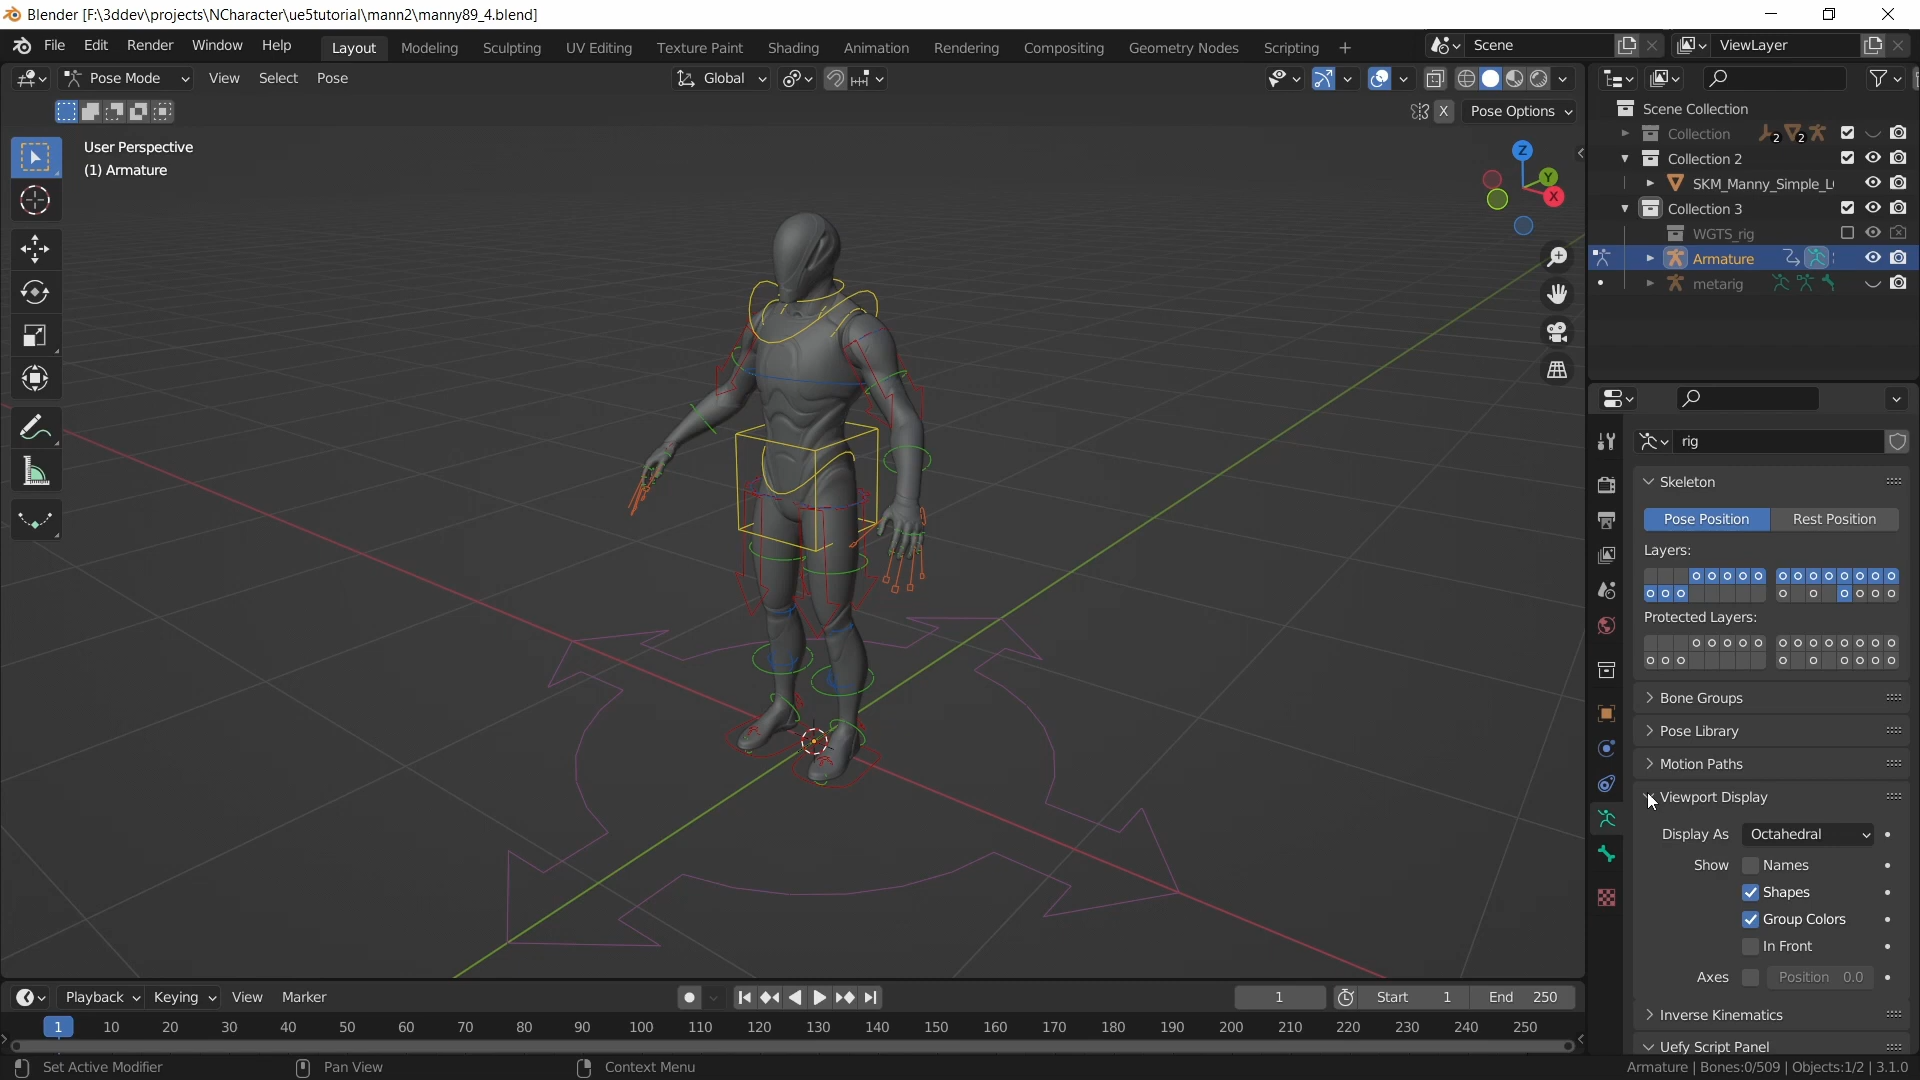 Blender [F:\3ddev\projects\NCharacter\ue5tutorial\mann2\manny89_4.blend]
File Edit Render Window Help Layout Modeling Sculpting UV Editing Texture Paint Shading Animation Rendering Compositing Geometry Nodes Scripting + Scene ViewLayer
Pose Mode View Select Pose Global
X Pose Options
User Perspective
(1) Armature
Z
Y
X
Scene Collection
Collection 2 2
Collection 2
SKM_Manny_Simple_L
Collection 3
WGTS_rig
Armature
metarig
rig
Skeleton
Pose Position Rest Position
Layers:
Protected Layers:
Bone Groups
Pose Library
Motion Paths
Viewport Display
Display As Octahedral
Show Names
Shapes
Group Colors
In Front
Axes Position 0.0
Inverse Kinematics
Uefy Script Panel
Playback Keying View Marker 1 Start 1 End 250
1 10 20 30 40 50 60 70 80 90 100 110 120 130 140 150 160 170 180 190 200 210 220 230 240 250
Set Active Modifier Pan View Context Menu Armature | Bones:0/509 | Objects:1/2 | 3.1.0